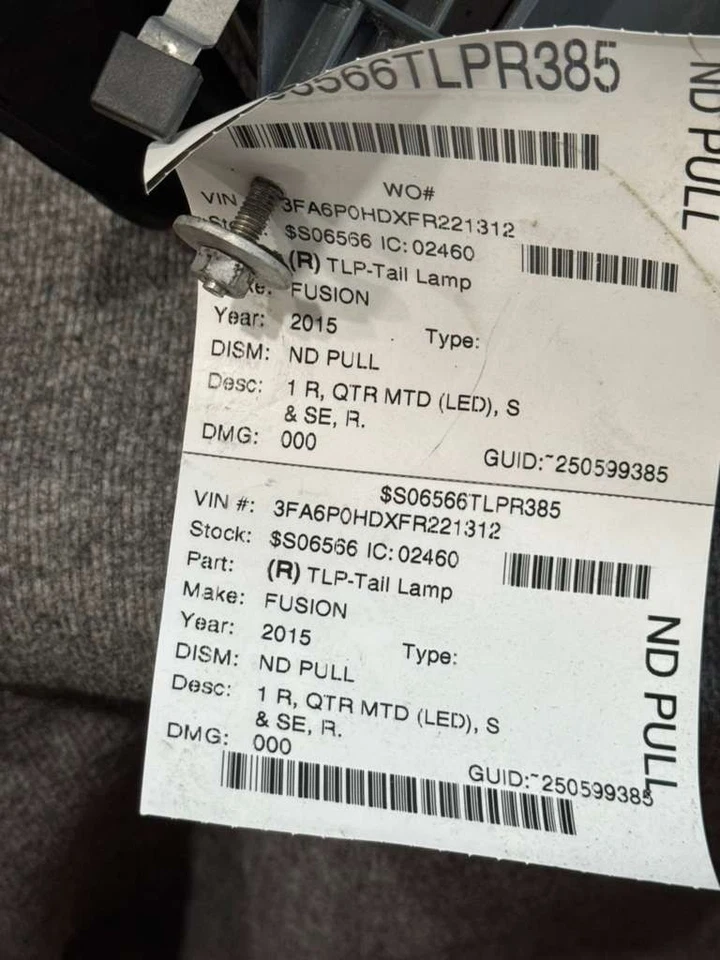 S6566TLPR385
WO#
VIN 3FA6P0HDXFR221312
$S06566 IC: 02460
(R) TLP-Tail Lamp
FUSION
Year: 2015 Type:
DISM: ND PULL
Desc: 1 R, QTR MTD (LED), S
& SE, R.
DMG: 000
GUID:~250599385
ND PULL
$S06566TLPR385
VIN #: 3FA6P0HDXFR221312
Stock: $S06566 IC: 02460
Part: (R) TLP-Tail Lamp
Make: FUSION
Year: 2015 Type:
DISM: ND PULL
Desc: 1 R, QTR MTD (LED), S
& SE, R.
DMG: 000
GUID:~250599385
ND PULL